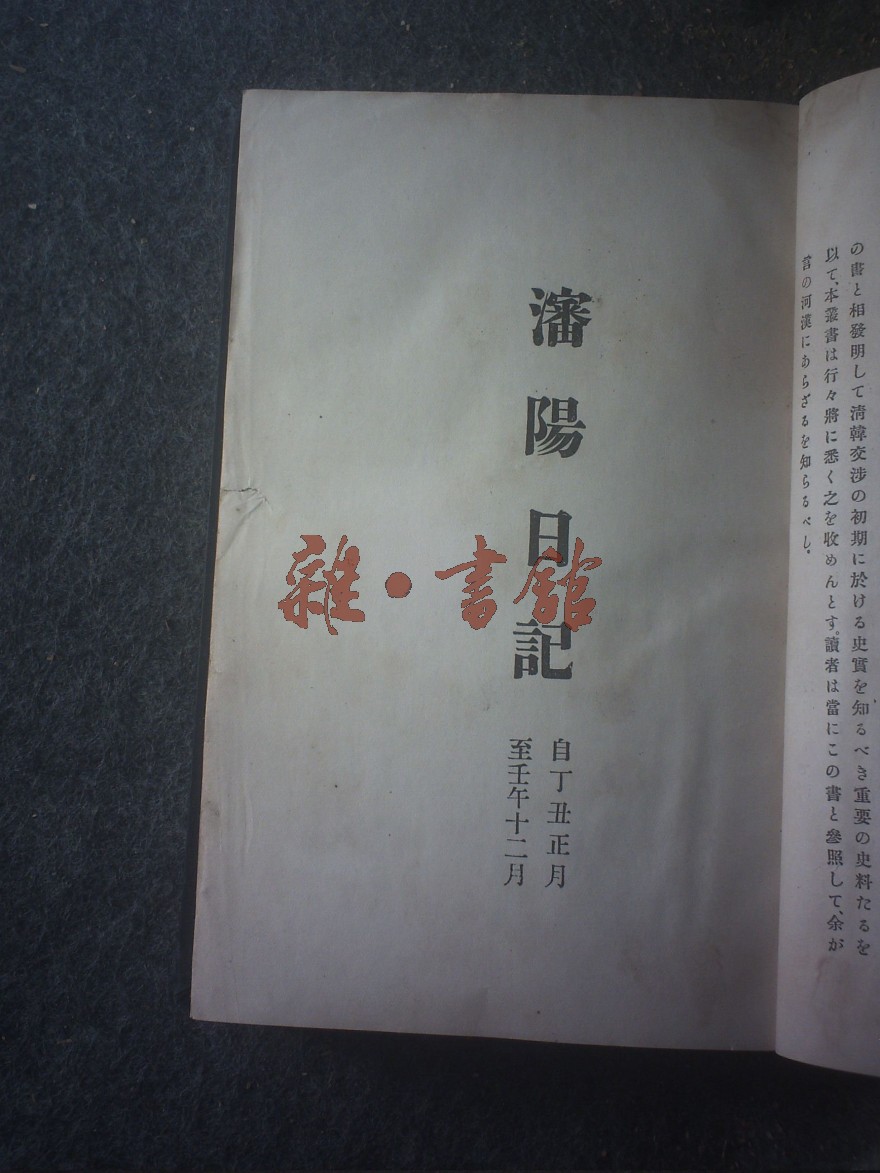 の書と相發明して淸韓交涉の初期に於ける史實を知るべき重要の史料たるを
以て、本叢書は行々將に悉く之を收めんとす。讀者は當にこの書と參照して、余が
言の河漢にあらざるを知らるべし。
瀋陽日記
自丁丑正月
至壬午十二月
雜·書館